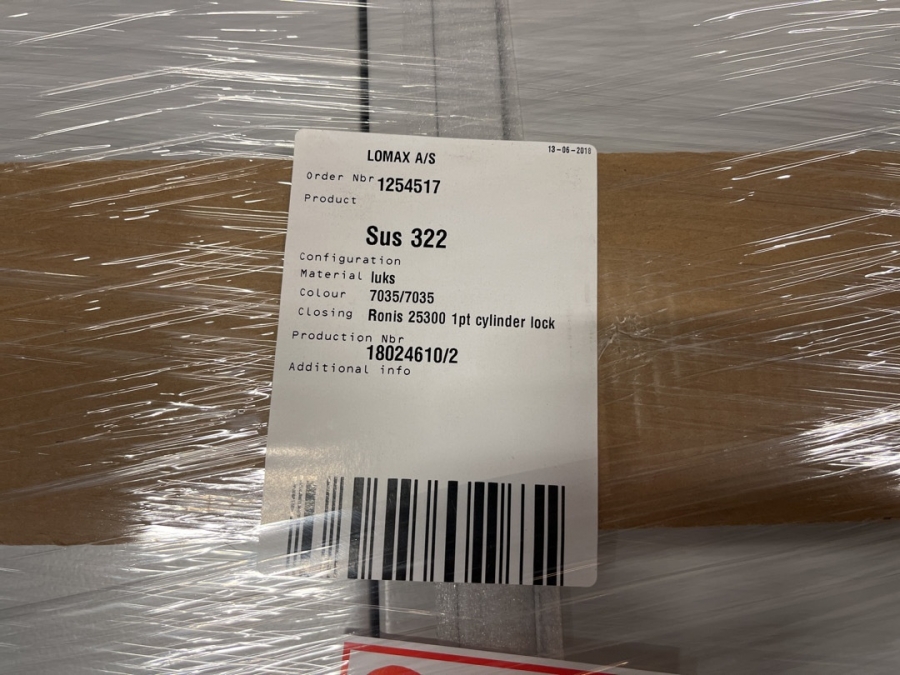 LOMAX A/S
13-06-2018
Order Nbr 1254517
Product
Sus 322
Configuration
Material luks
Colour 7035/7035
Closing Ronis 25300 1pt cylinder lock
Production Nbr
18024610/2
Additional info